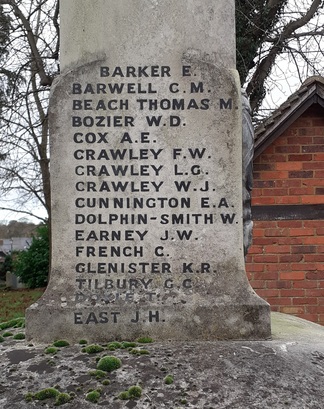 BARKER E.
BARWELL C.M.
BEACH THOMAS M.
BOZIER W.D.
COX A.E.
CRAWLEY F.W.
CRAWLEY L.G.
CRAWLEY W.J.
CUNNINGTON E.A.
DOLPHIN-SMITH W.
EARNEY J.W.
FRENCH C.
GLENISTER K.R.
TILBURY G.C.
EAST J.H.